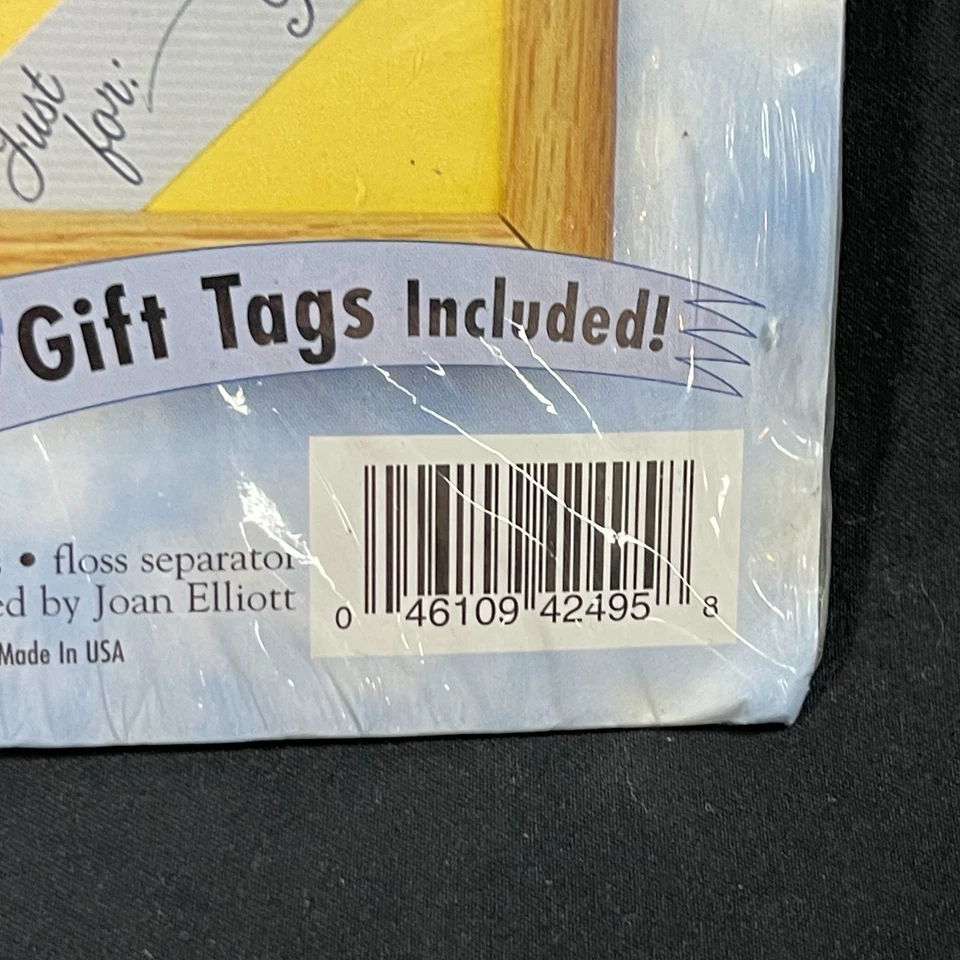 Just
for:
Gift Tags Included!
• floss separator
ed by Joan Elliott
Made In USA
0 46109 42495 8